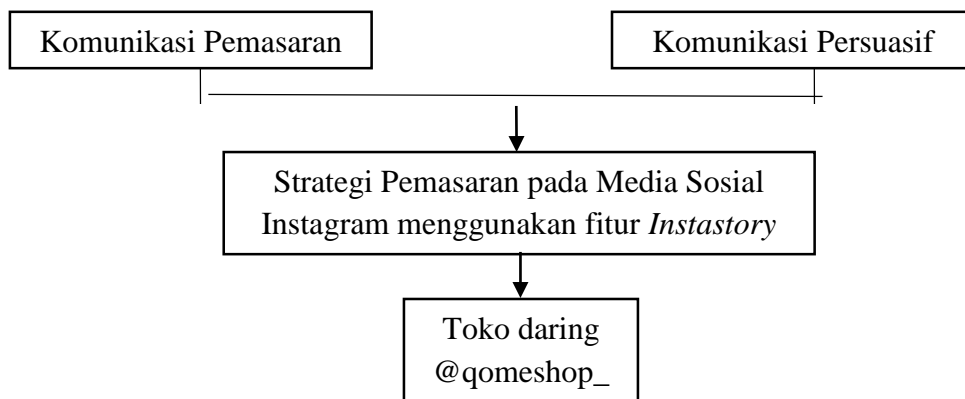 Komunikasi Pemasaran
Komunikasi Persuasif
Strategi Pemasaran pada Media Sosial
Instagram menggunakan fitur Instastory
Toko daring
@qomeshop_